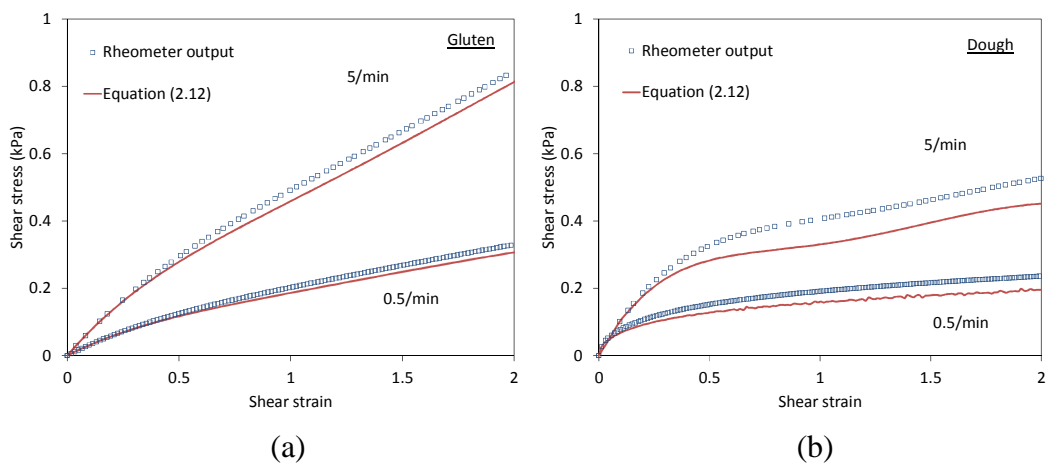 1
0.8
0.6
0.4
0.2
0
Shear stress (kPa)
Rheometer output
Equation (2.12)
Gluten
5/min
0.5/min
0 0.5 1 1.5 2
Shear strain
(a)
1
0.8
0.6
0.4
0.2
0
Shear stress (kPa)
Rheometer output
Equation (2.12)
Dough
5/min
0.5/min
0 0.5 1 1.5 2
Shear strain
(b)